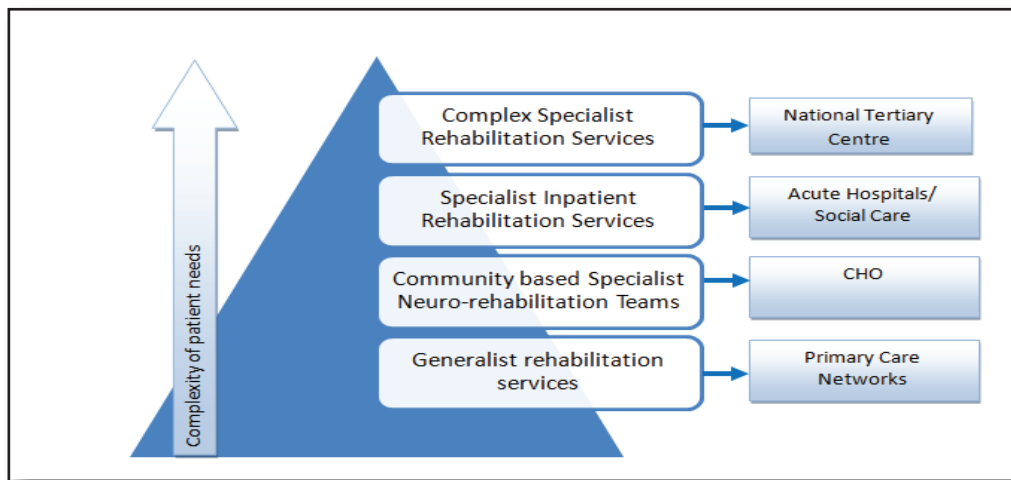 Complexity of patient needs
Complex Specialist
Rehabilitation Services
National Tertiary
Centre
Specialist Inpatient
Rehabilitation Services
Acute Hospitals/
Social Care
Community based Specialist
Neuro-rehabilitation Teams
CHO
Generalist rehabilitation
services
Primary Care
Networks